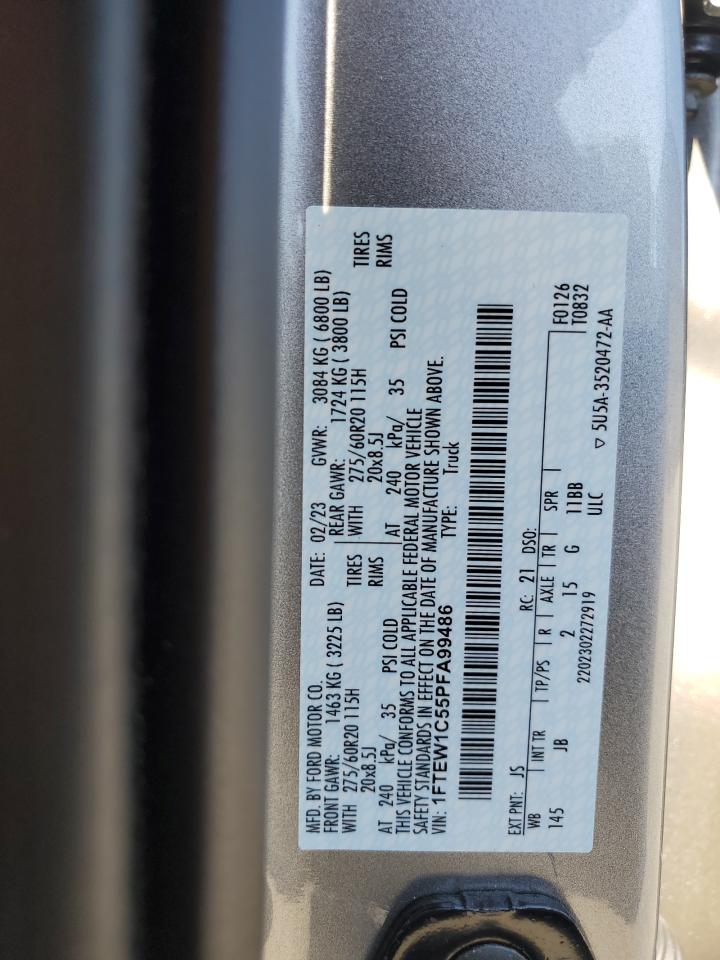 MFD. BY FORD MOTOR CO.
DATE: 02/23 GVWR: 3084 KG ( 6800 LB)
FRONT GAWR: 1463 KG ( 3225 LB) REAR GAWR: 1724 KG ( 3800 LB)
WITH 275/60R20 115H TIRES WITH 275/60R20 115H TIRES
20x8.5J RIMS 20x8.5J RIMS
AT 240 kPa/ 35 PSI COLD AT 240 kPa/ 35 PSI COLD
THIS VEHICLE CONFORMS TO ALL APPLICABLE FEDERAL MOTOR VEHICLE
SAFETY STANDARDS IN EFFECT ON THE DATE OF MANUFACTURE SHOWN ABOVE.
VIN: 1FTEW1C55PFA99486 TYPE: Truck
EXT PNT: JS RC: 21 DSO: F0126
WB INT TR TP/PS R AXLE TR SPR T0832
145 JB 2 15 G 11BB
ULC
2202302272919 ▽ 5U5A-3520472-AA